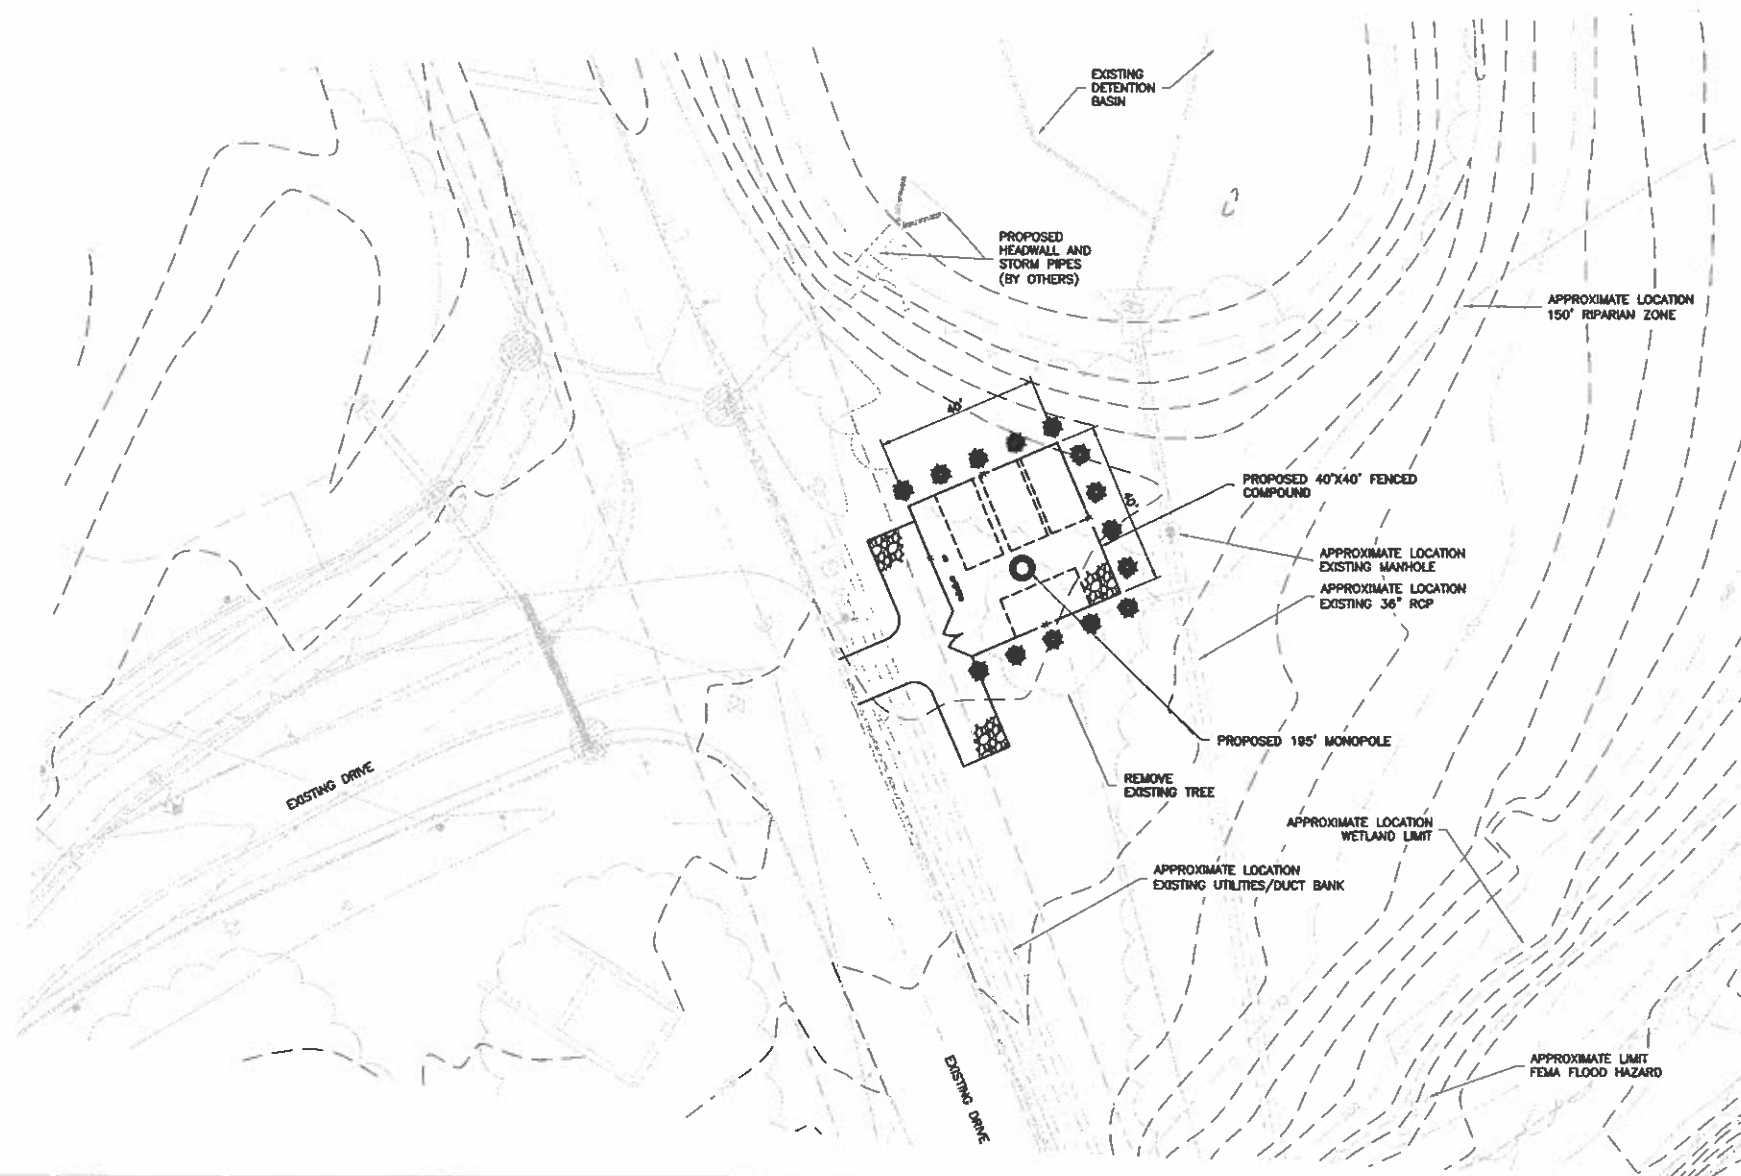 EXISTING
DETENTION
BASIN
PROPOSED
HEADWALL AND
STORM PIPES
(BY OTHERS)
APPROXIMATE LOCATION
150' RIPARIAN ZONE
40'
40'
PROPOSED 40'X40' FENCED
COMPOUND
APPROXIMATE LOCATION
EXISTING MANHOLE
APPROXIMATE LOCATION
EXISTING 36" RCP
PROPOSED 195' MONOPOLE
EXISTING DRIVE
REMOVE
EXISTING TREE
APPROXIMATE LOCATION
WETLAND LIMIT
APPROXIMATE LOCATION
EXISTING UTILITIES/DUCT BANK
APPROXIMATE LIMIT
FEMA FLOOD HAZARD
EXISTING DRIVE